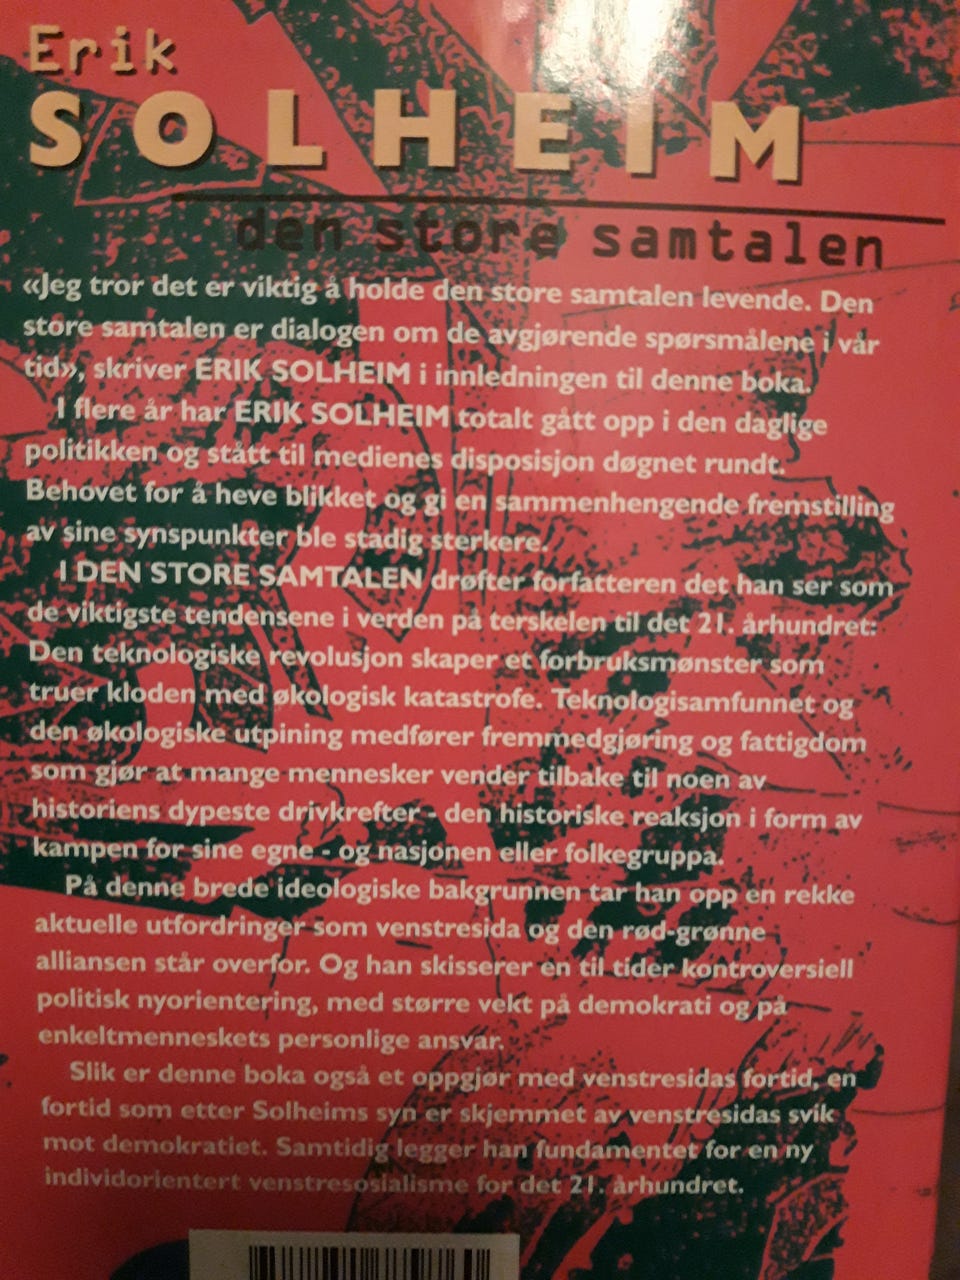 Erik
SOLHEIM
den store samtalen
«Jeg tror det er viktig å holde den store samtalen levende. Den
store samtalen er dialogen om de avgjørende spørsmålene i vår
tid», skriver ERIK SOLHEIM i innledningen til denne boka.
I flere år har ERIK SOLHEIM totalt gått opp i den daglige
politikken og stått til medienes disposisjon døgnet rundt.
Behovet for å heve blikket og gi en sammenhengende fremstilling
av sine synspunkter ble stadig sterkere.
I DEN STORE SAMTALEN drøfter forfatteren det han ser som
de viktigste tendensene i verden på terskelen til det 21. århundret:
Den teknologiske revolusjon skaper et forbruksmønster som
truer kloden med økologisk katastrofe. Teknologisamfunnet og
den økologiske utpining medfører fremmedgjøring og fattigdom
som gjør at mange mennesker vender tilbake til noen av
historiens dypeste drivkrefter - den historiske reaksjon i form av
kampen for sine egne - og nasjonen eller folkegruppa.
På denne brede ideologiske bakgrunnen tar han opp en rekke
aktuelle utfordringer som venstresida og den rød-grønne
alliansen står overfor. Og han skisserer en til tider kontroversiell
politisk nyorientering, med større vekt på demokrati og på
enkeltmenneskets personlige ansvar.
Slik er denne boka også et oppgjør med venstresidas fortid, en
fortid som etter Solheims syn er skjemmet av venstresidas svik
mot demokratiet. Samtidig legger han fundamentet for en ny
individorientert venstresosialisme for det 21. århundret.